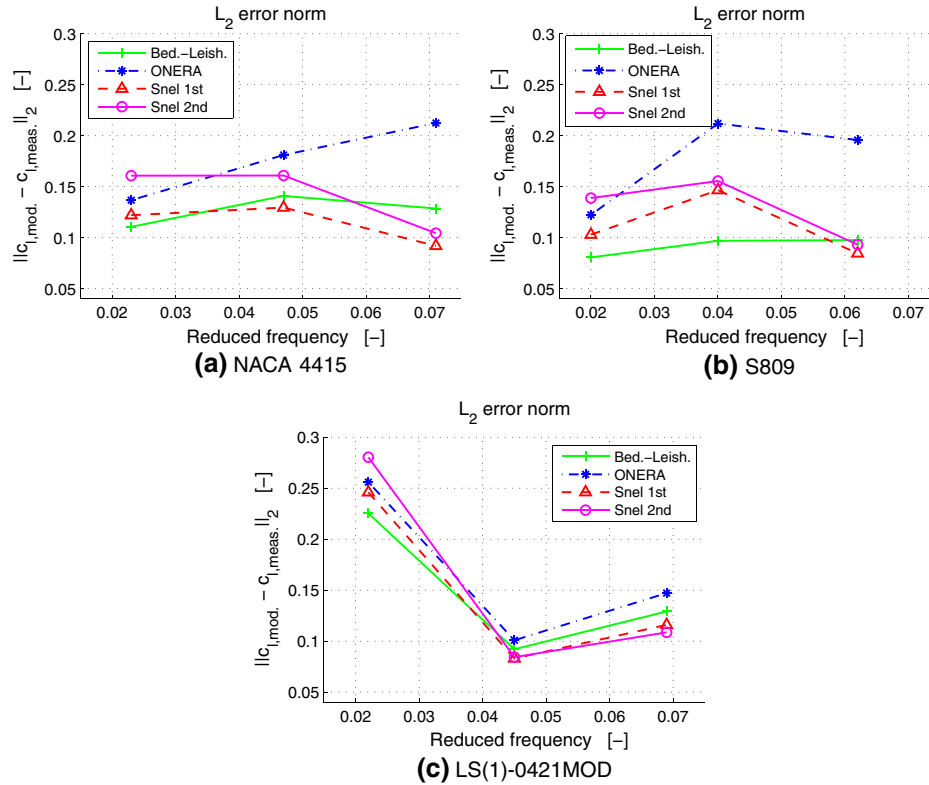 L2 error norm
||cl,mod. − cl,meas.||2 [−]
0.3
0.25
0.2
0.15
0.1
0.05
Bed.−Leish.
ONERA
Snel 1st
Snel 2nd
0.02 0.03 0.04 0.05 0.06 0.07
Reduced frequency [−]
(a) NACA 4415
L2 error norm
||cl,mod. − cl,meas.||2 [−]
0.3
0.25
0.2
0.15
0.1
0.05
Bed.−Leish.
ONERA
Snel 1st
Snel 2nd
0.02 0.03 0.04 0.05 0.06 0.07
Reduced frequency [−]
(b) S809
L2 error norm
||cl,mod. − cl,meas.||2 [−]
0.3
0.25
0.2
0.15
0.1
0.05
Bed.−Leish.
ONERA
Snel 1st
Snel 2nd
0.02 0.03 0.04 0.05 0.06 0.07
Reduced frequency [−]
(c) LS(1)-0421MOD